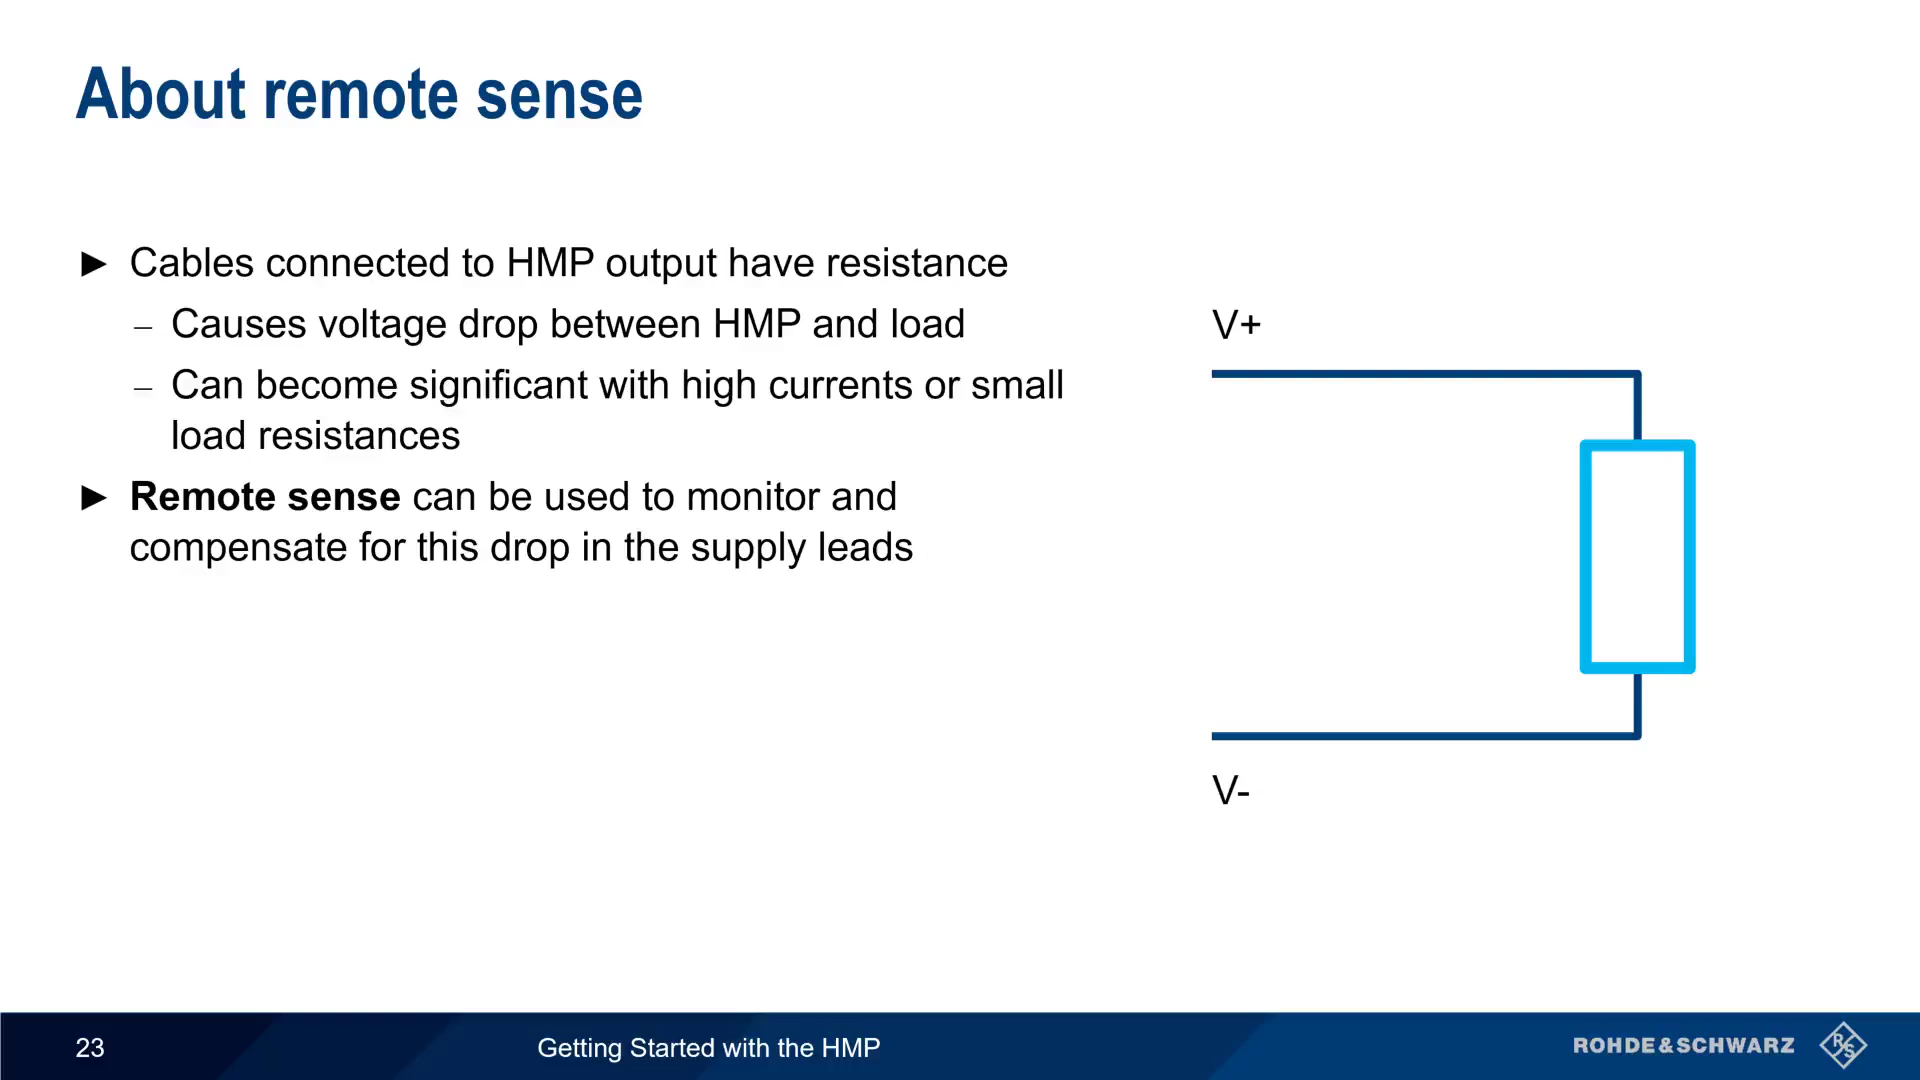 About remote sense
► Cables connected to HMP output have resistance
– Causes voltage drop between HMP and load
– Can become significant with high currents or small
load resistances
► Remote sense can be used to monitor and
compensate for this drop in the supply leads
V+
V-
23
Getting Started with the HMP
ROHDE&SCHWARZ
R
S